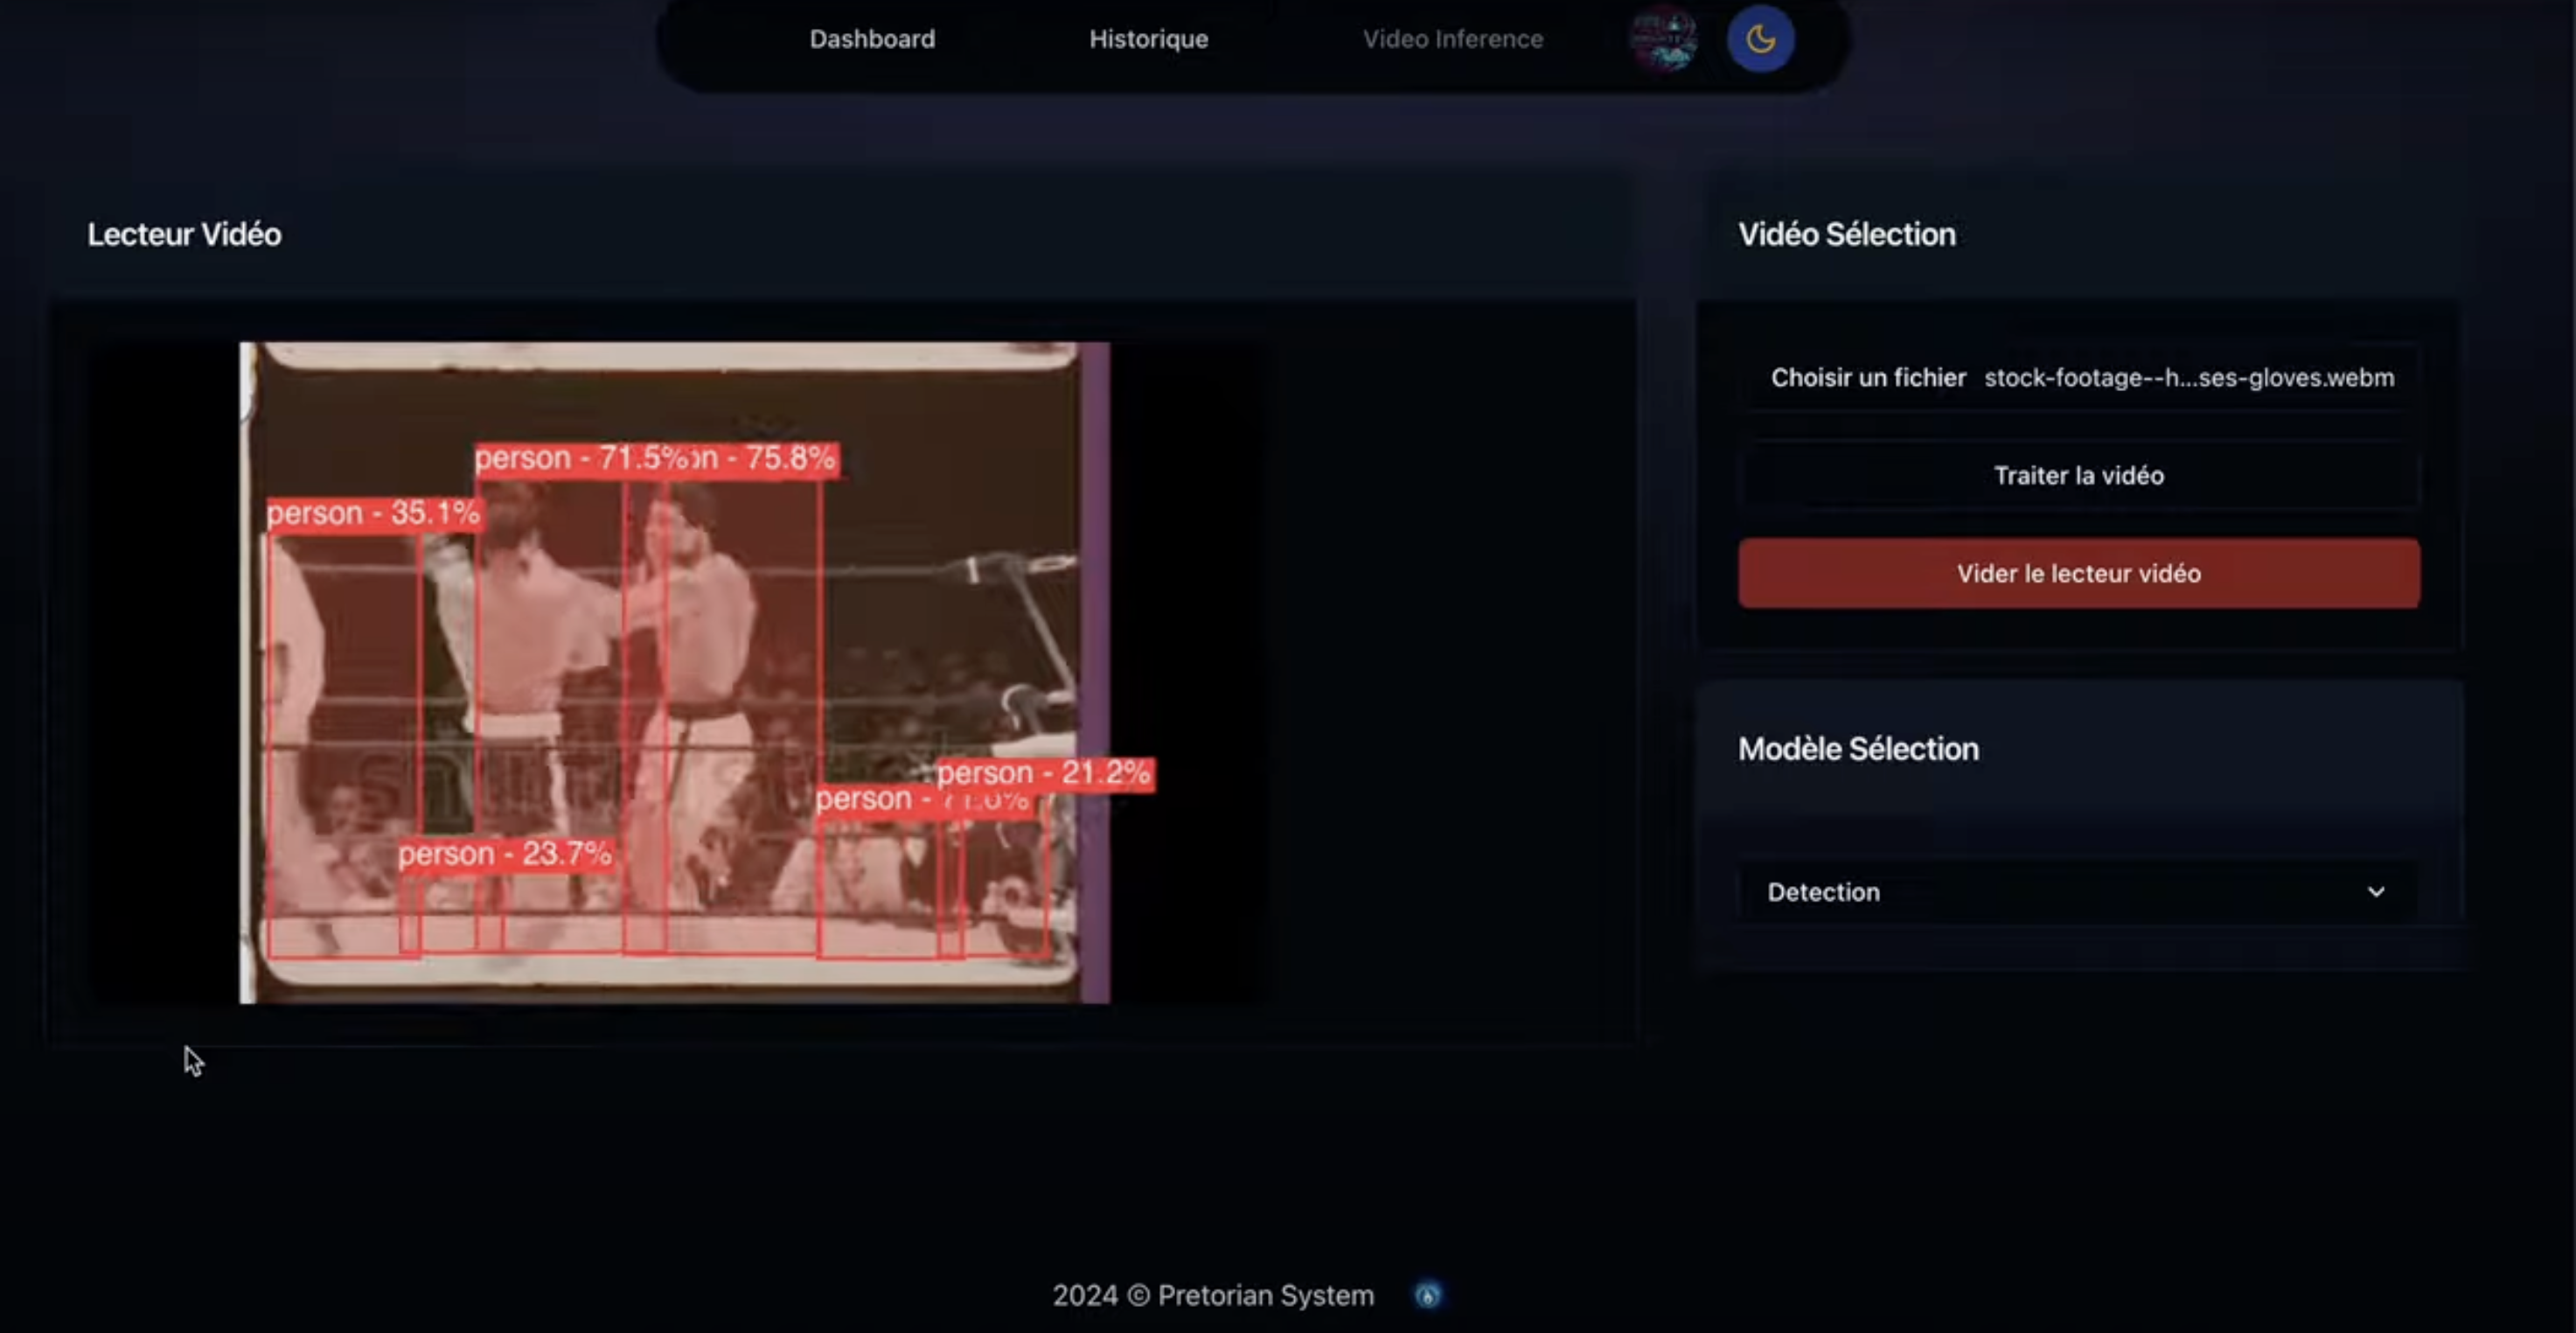 Dashboard
Historique
Video Inference
Lecteur Vidéo
person - 71.5%
on - 75.8%
person - 35.1%
person - 21.2%
person -
person - 23.7%
Vidéo Sélection
Choisir un fichier stock-footage--h...ses-gloves.webm
Traiter la vidéo
Vider le lecteur vidéo
Modèle Sélection
Detection
2024 © Pretorian System